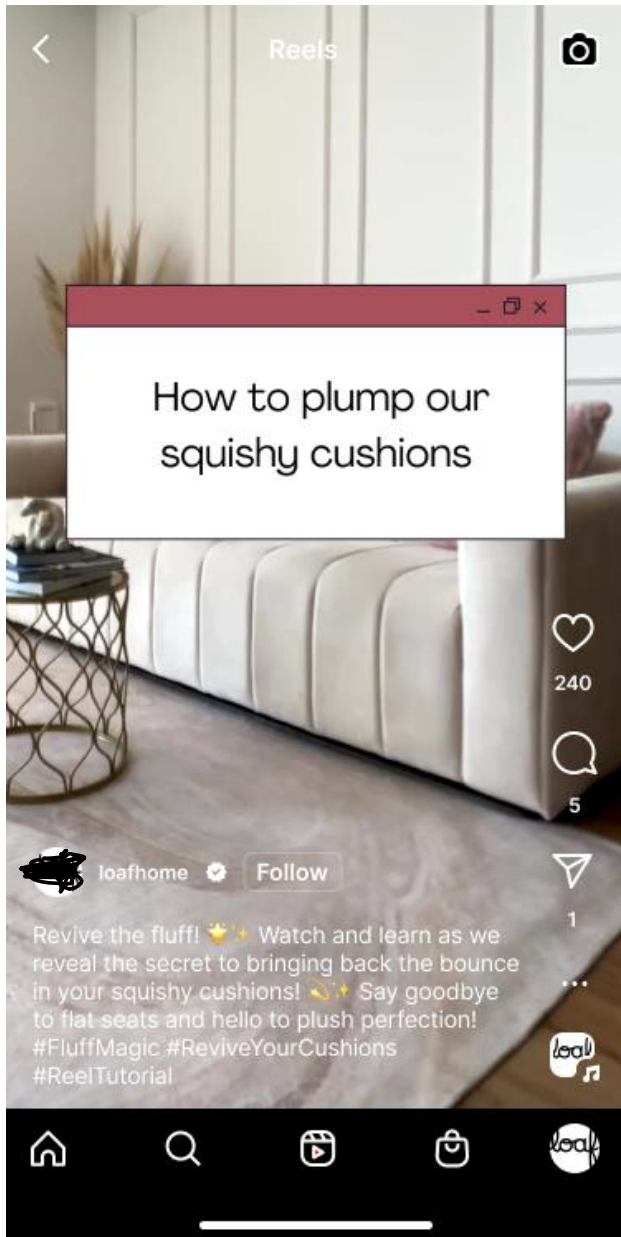 Reels
How to plump our
squishy cushions
240
5
loafhome
Follow
1
Revive the fluff! 🌟✨ Watch and learn as we
reveal the secret to bringing back the bounce
in your squishy cushions! 💫✨ Say goodbye
to flat seats and hello to plush perfection!
#FluffMagic #ReviveYourCushions
#ReelTutorial
loaf
loaf